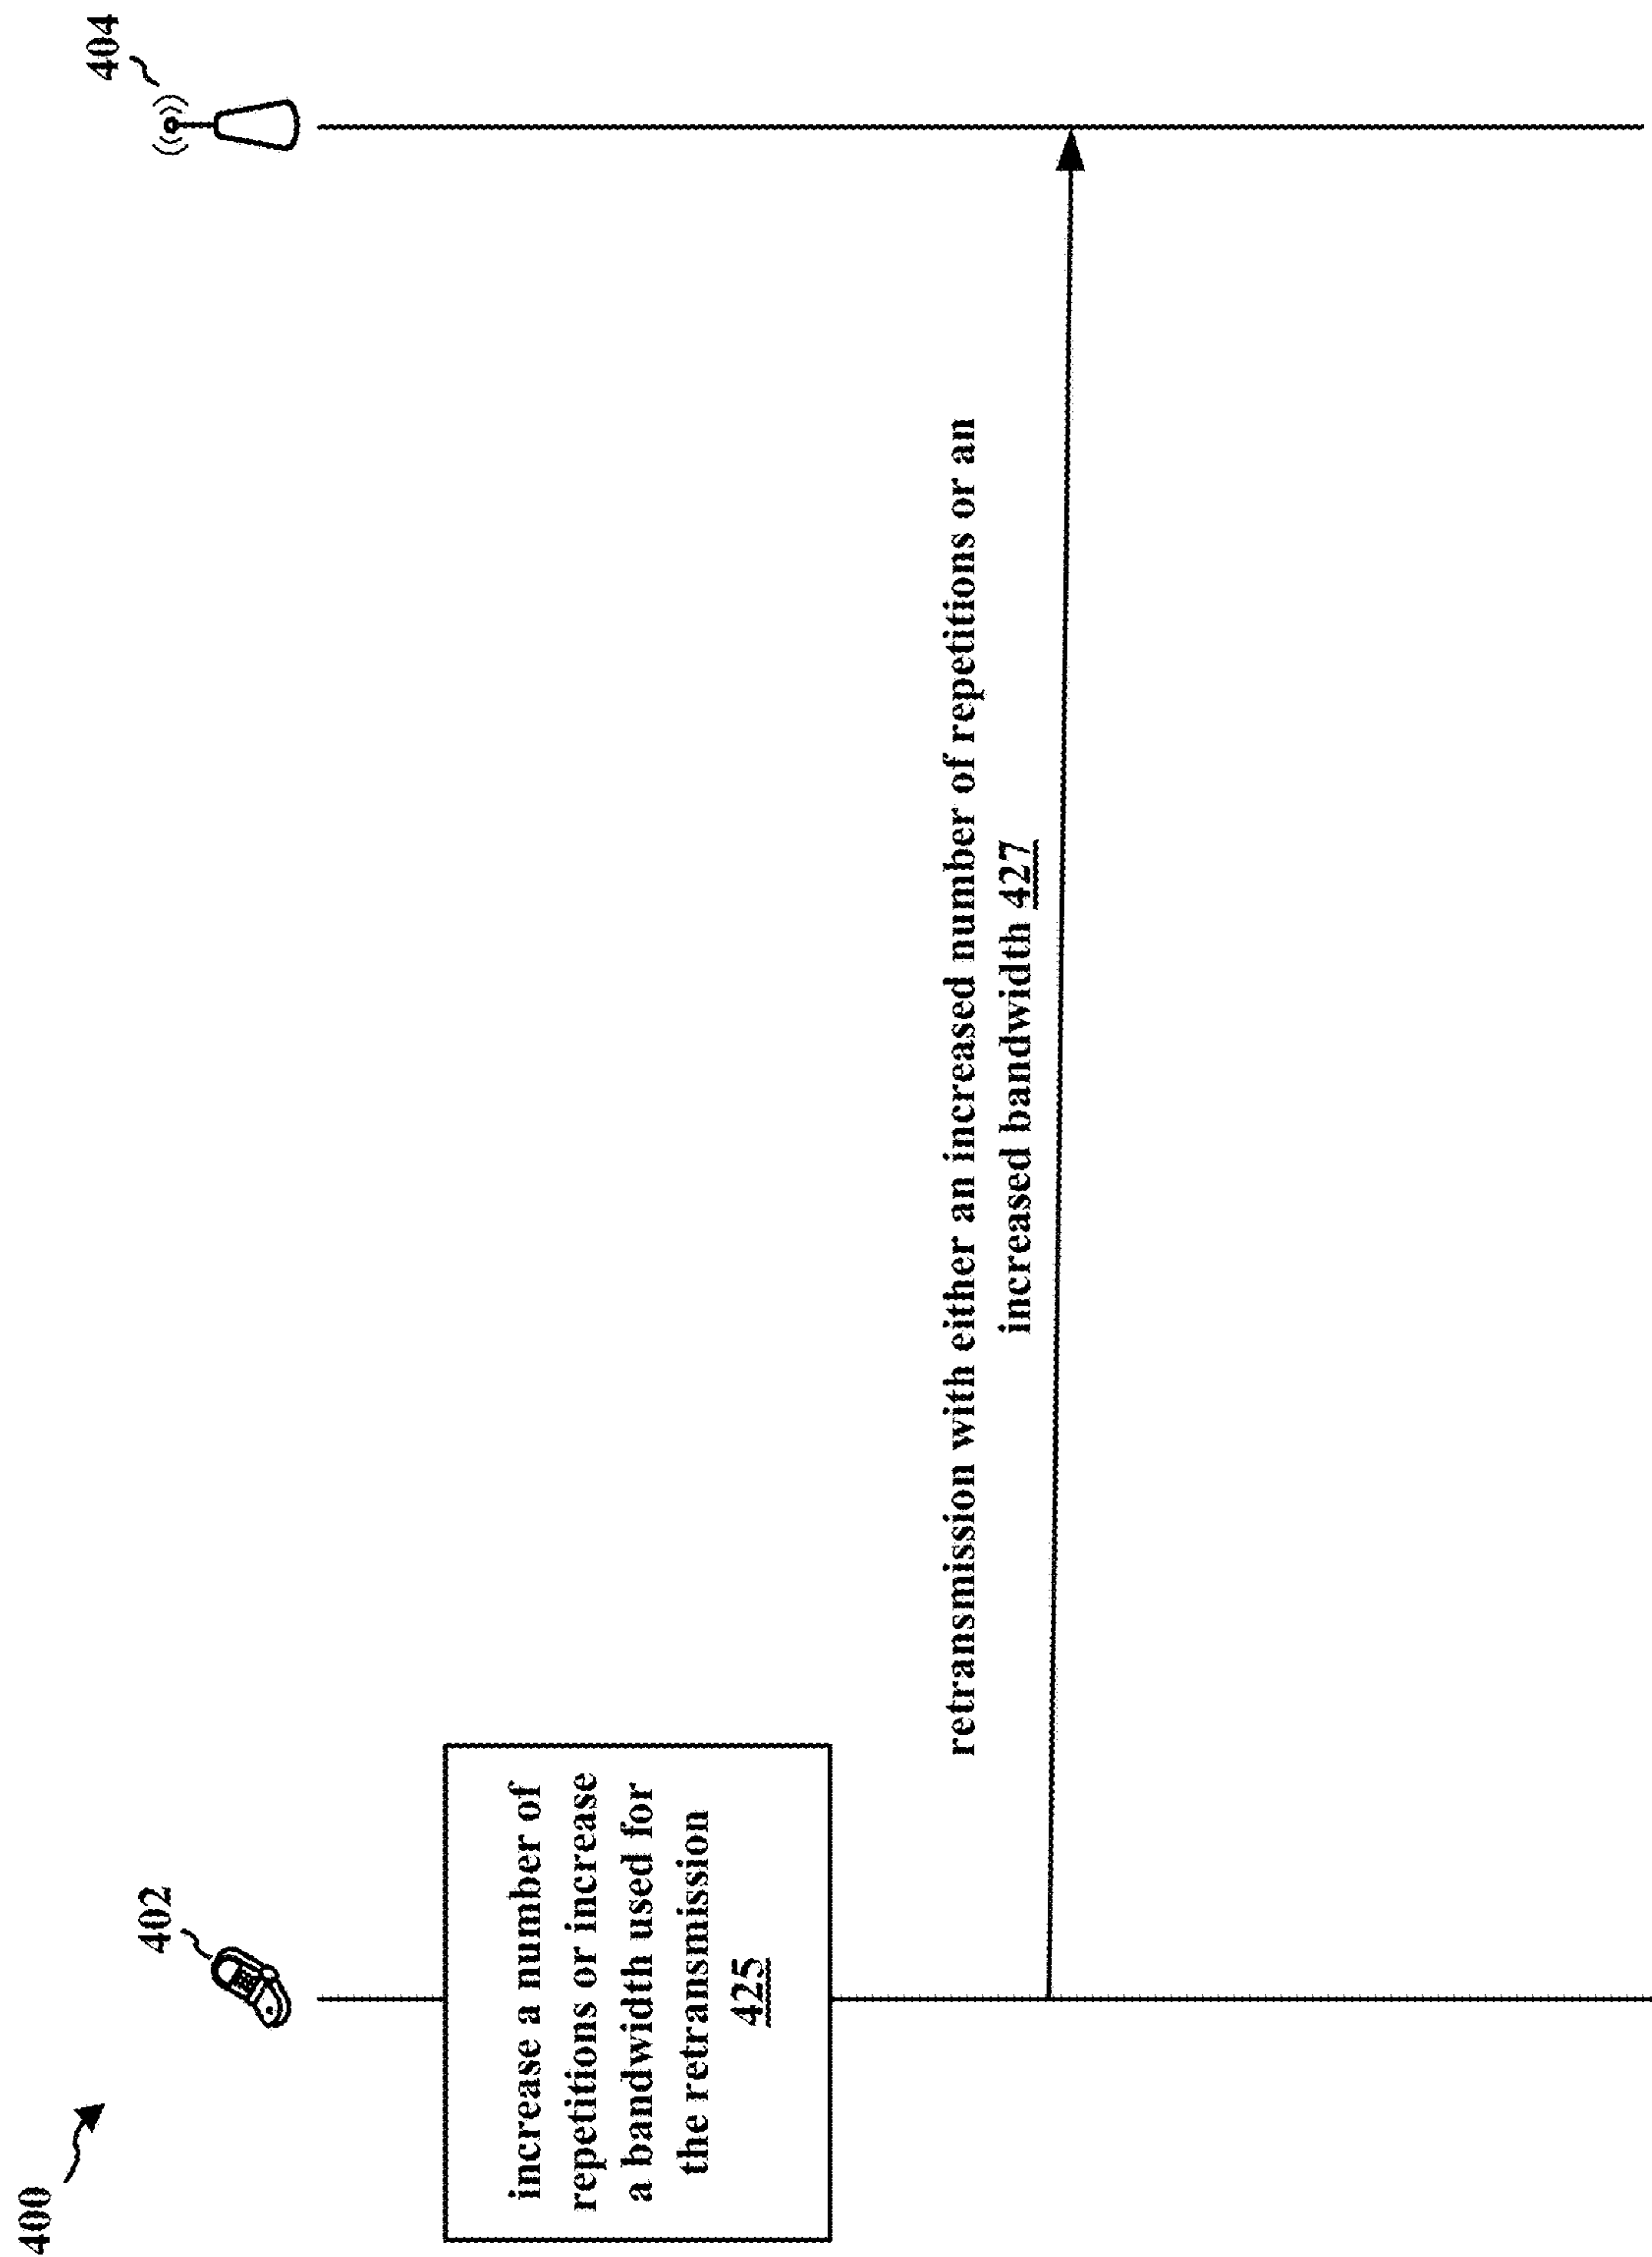 400
402
404
increase a number of
repetitions or increase
a bandwidth used for
the retransmission
425
retransmission with either an increased number of repetitions or an
increased bandwidth 427